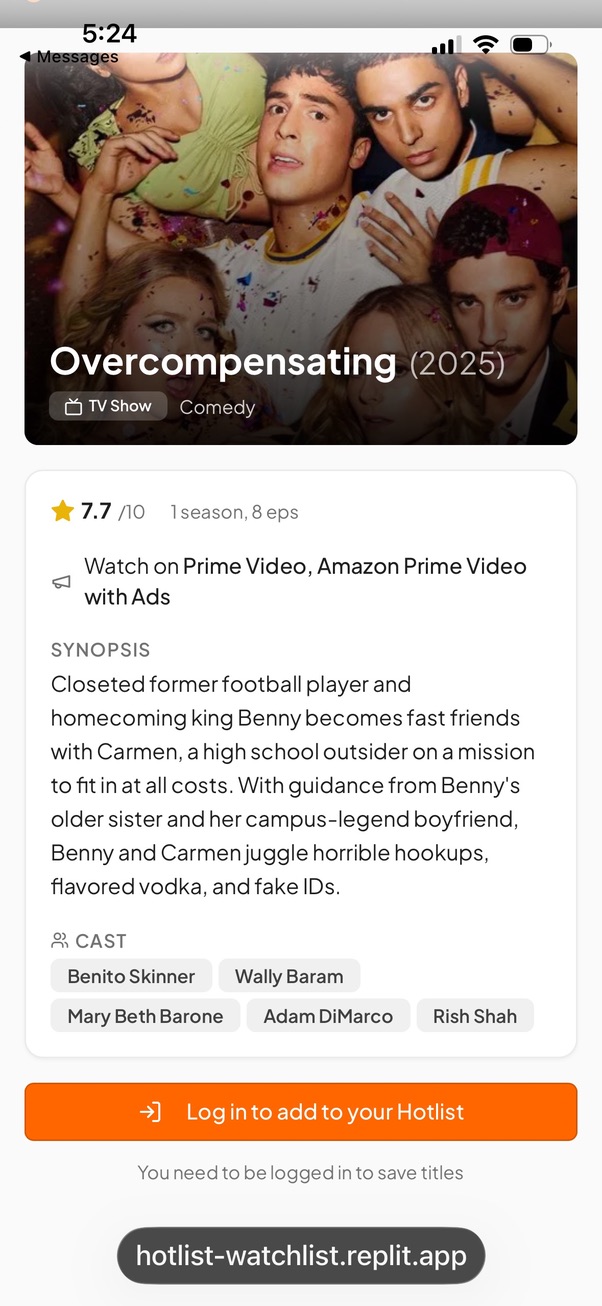 5:24
◀ Messages
Overcompensating (2025)
TV Show Comedy
7.7 /10 1 season, 8 eps
Watch on Prime Video, Amazon Prime Video
with Ads
SYNOPSIS
Closeted former football player and
homecoming king Benny becomes fast friends
with Carmen, a high school outsider on a mission
to fit in at all costs. With guidance from Benny's
older sister and her campus-legend boyfriend,
Benny and Carmen juggle horrible hookups,
flavored vodka, and fake IDs.
CAST
Benito Skinner Wally Baram
Mary Beth Barone Adam DiMarco Rish Shah
Log in to add to your Hotlist
You need to be logged in to save titles
hotlist-watchlist.replit.app